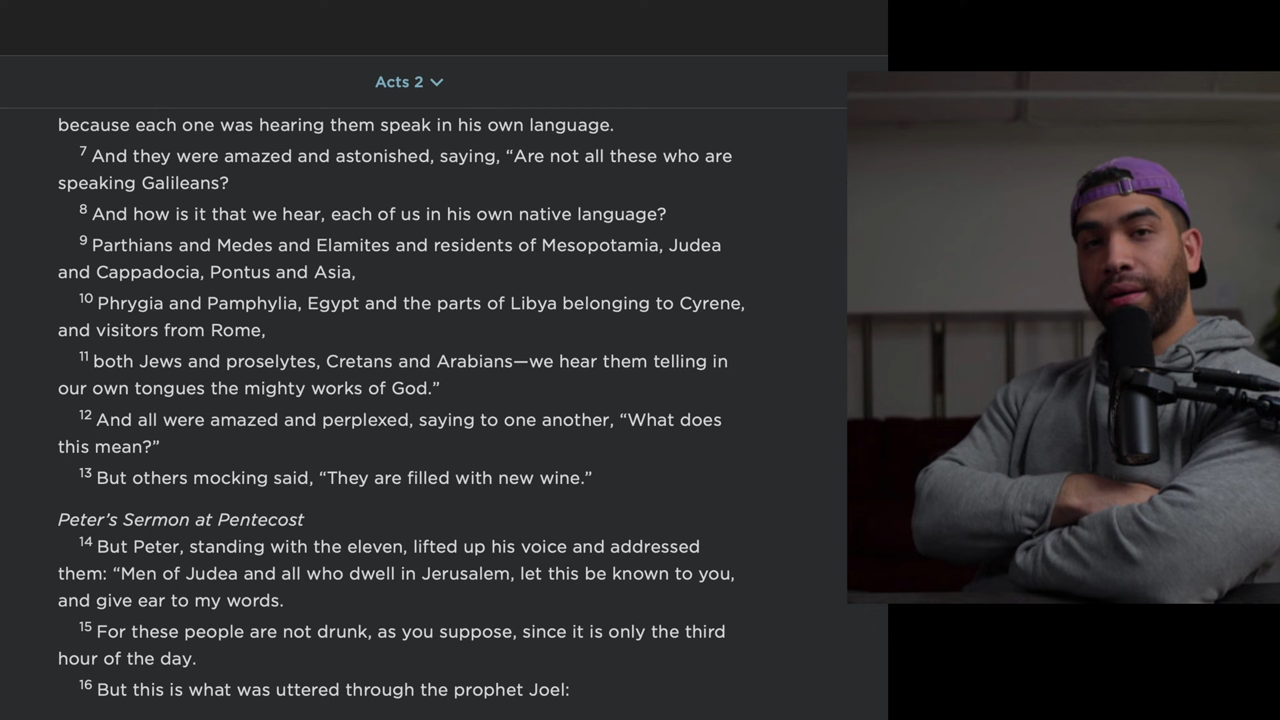 Acts 2
because each one was hearing them speak in his own language.
7 And they were amazed and astonished, saying, “Are not all these who are
speaking Galileans?
8 And how is it that we hear, each of us in his own native language?
9 Parthians and Medes and Elamites and residents of Mesopotamia, Judea
and Cappadocia, Pontus and Asia,
10 Phrygia and Pamphylia, Egypt and the parts of Libya belonging to Cyrene,
and visitors from Rome,
11 both Jews and proselytes, Cretans and Arabians—we hear them telling in
our own tongues the mighty works of God.”
12 And all were amazed and perplexed, saying to one another, “What does
this mean?”
13 But others mocking said, “They are filled with new wine.”
Peter’s Sermon at Pentecost
14 But Peter, standing with the eleven, lifted up his voice and addressed
them: “Men of Judea and all who dwell in Jerusalem, let this be known to you,
and give ear to my words.
15 For these people are not drunk, as you suppose, since it is only the third
hour of the day.
16 But this is what was uttered through the prophet Joel: